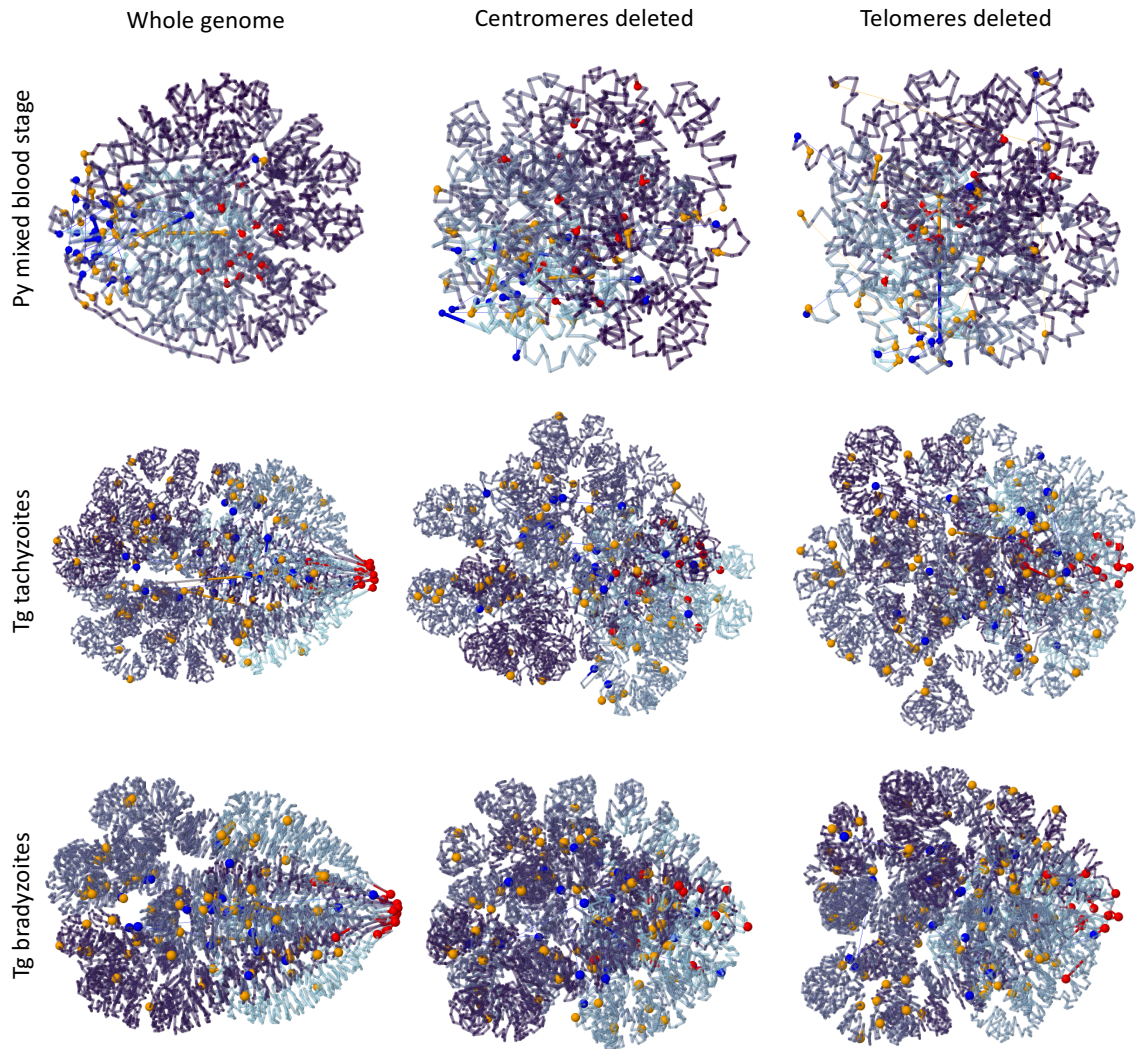 Whole genome
Centromeres deleted
Telomeres deleted
Py mixed blood stage
Tg tachyzoites
Tg bradyzoites